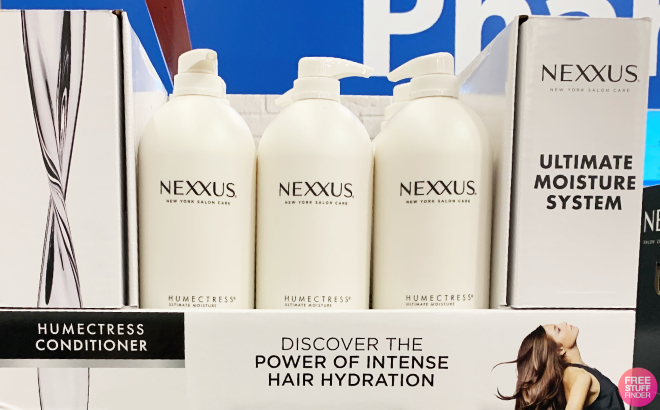 Pha
NEXXUS
NEW YORK SALON CARE
ULTIMATE
MOISTURE
SYSTEM
NEXXUS
NEW YORK SALON CARE
HUMECTRESS®
ULTIMATE MOISTURE
NEXXUS
NEW YORK SALON CARE
HUMECTRESS®
ULTIMATE MOISTURE
NEXXUS
NEW YORK SALON CARE
HUMECTRESS®
ULTIMATE MOISTURE
NE
HUMECTRESS
CONDITIONER
DISCOVER THE
POWER OF INTENSE
HAIR HYDRATION
FREE
STUFF
FINDER